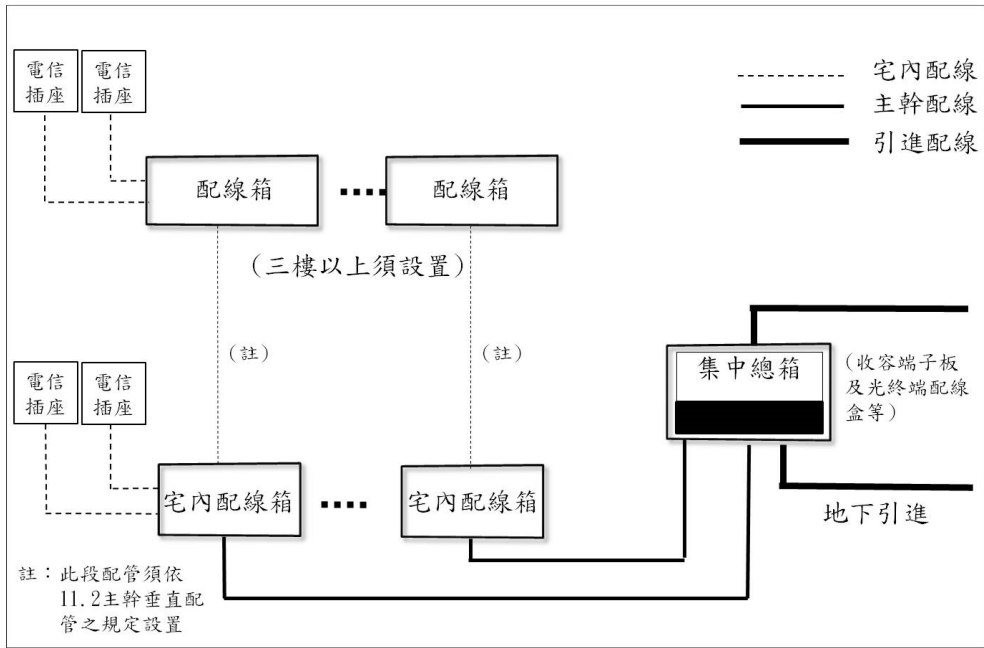 電信
插座
電信
插座
宅內配線
主幹配線
引進配線
配線箱
配線箱
(三樓以上須設置)
(註)
(註)
電信
插座
電信
插座
集中總箱
(收容端子板
及光終端配線
盒等)
宅內配線箱
宅內配線箱
地下引進
註：此段配管須依
11.2主幹垂直配
管之規定設置